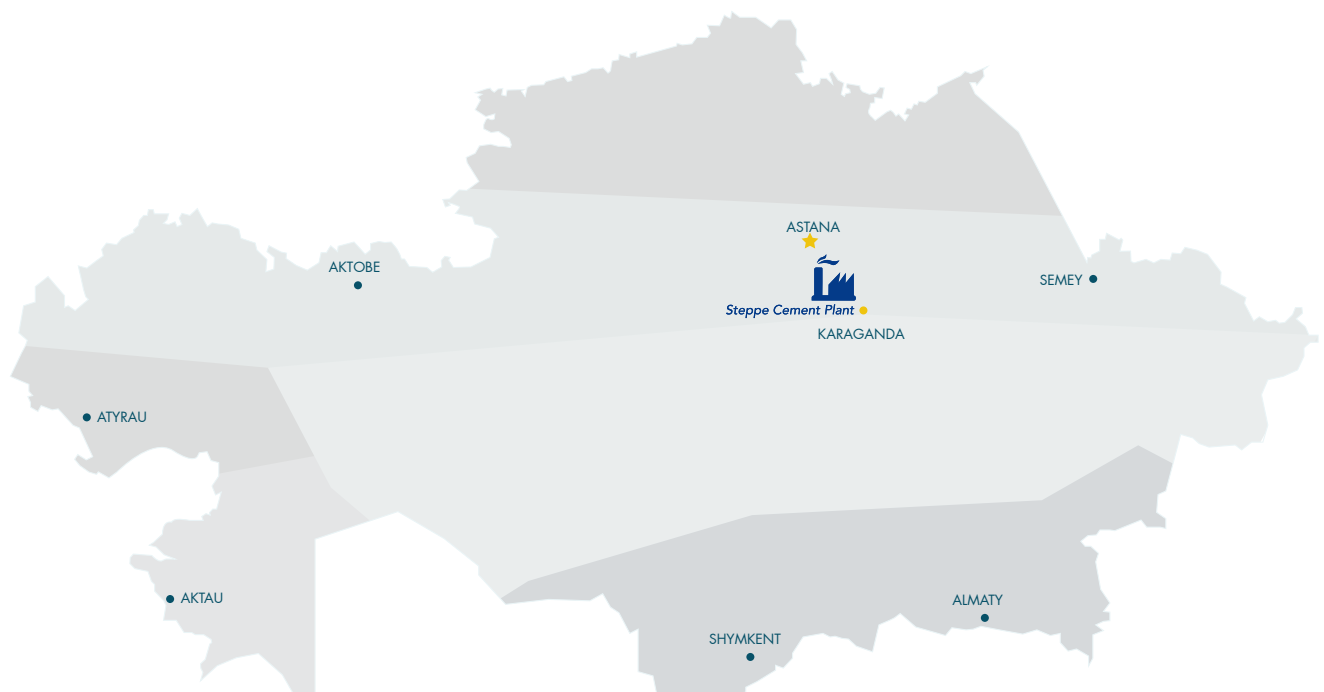 ASTANA
AKTOBE
SEMEY
Steppe Cement Plant
KARAGANDA
ATYRAU
AKTAU
ALMATY
SHYMKENT